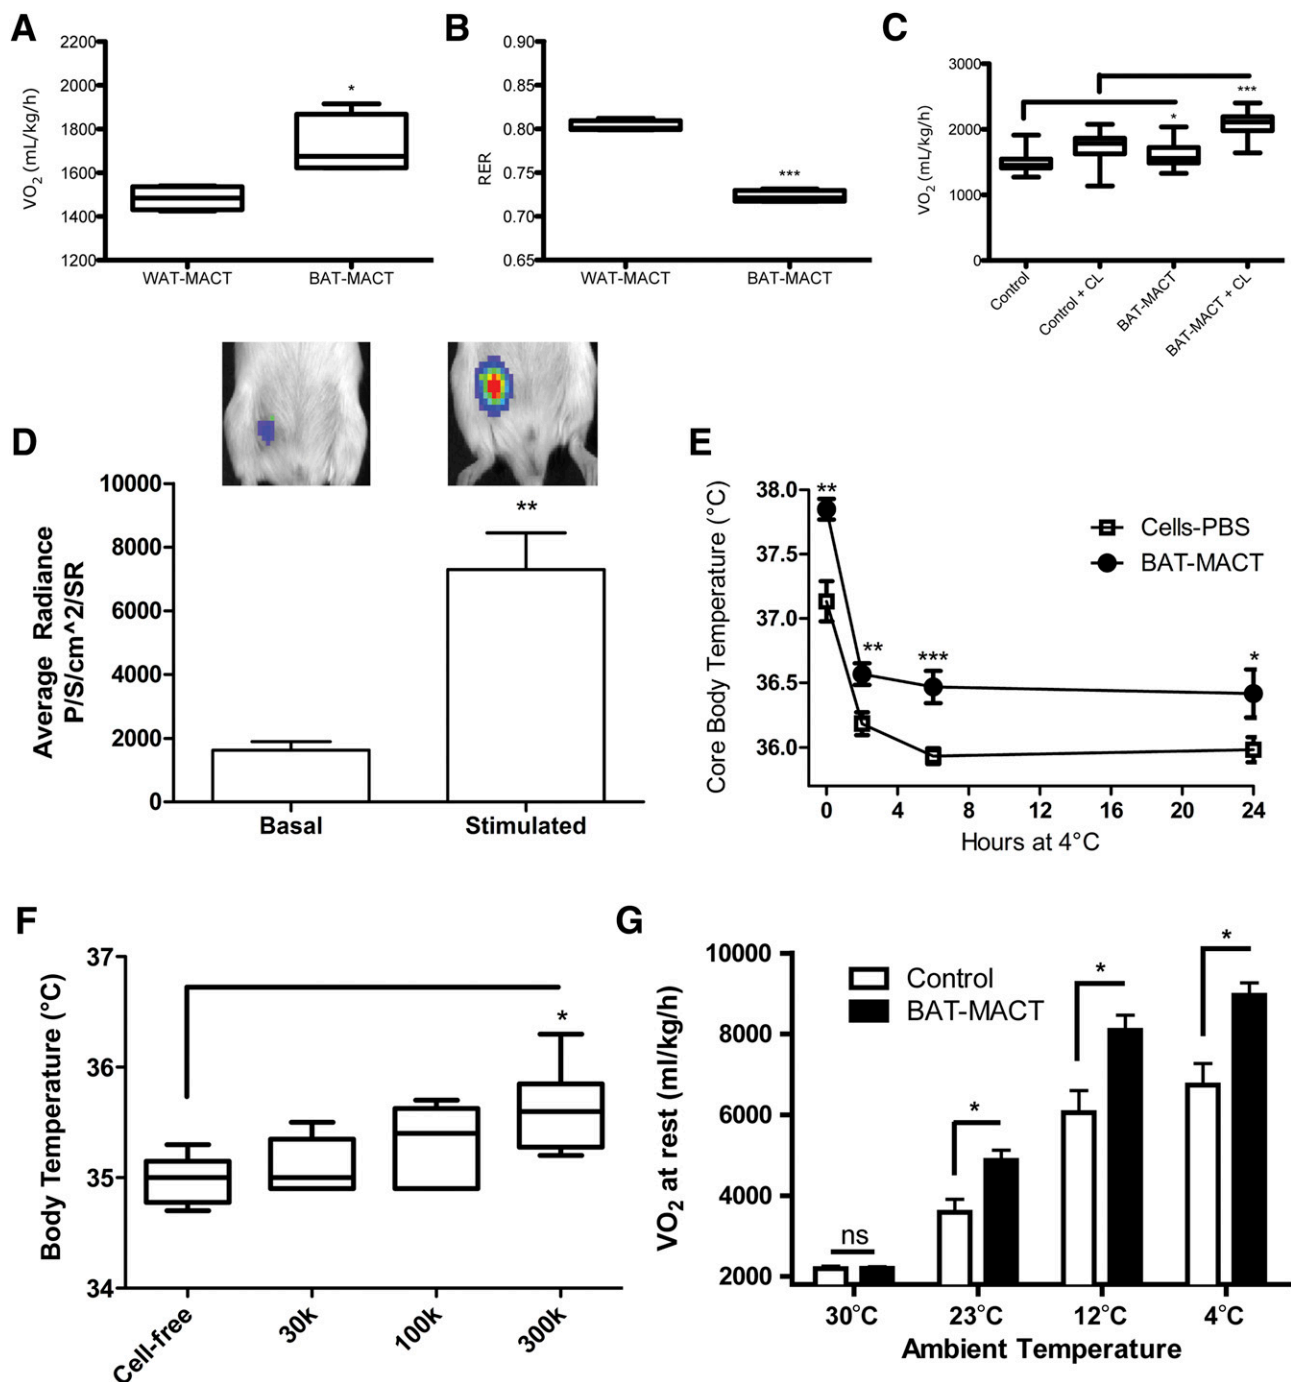 A
2200
2000
1800
1600
1400
1200
VO2 (mL/kg/h)
*
WAT-MACT
BAT-MACT
B
0.90
0.85
0.80
0.75
0.70
0.65
RER
***
WAT-MACT
BAT-MACT
C
3000
2000
1000
0
VO2 (mL/kg/h)
*
***
Control
Control + CL
BAT-MACT
BAT-MACT + CL
D
10000
8000
6000
4000
2000
0
Average Radiance
P/S/cm^2/SR
**
Basal
Stimulated
E
38.0
37.5
37.0
36.5
36.0
Core Body Temperature (°C)
**
**
***
*
Cells-PBS
BAT-MACT
0
4
8
12
16
20
24
Hours at 4°C
F
37
36
35
34
Body Temperature (°C)
*
Cell-free
30k
100k
300k
G
10000
8000
6000
4000
2000
VO2 at rest (ml/kg/h)
Control
BAT-MACT
ns
*
*
*
30°C
23°C
12°C
4°C
Ambient Temperature